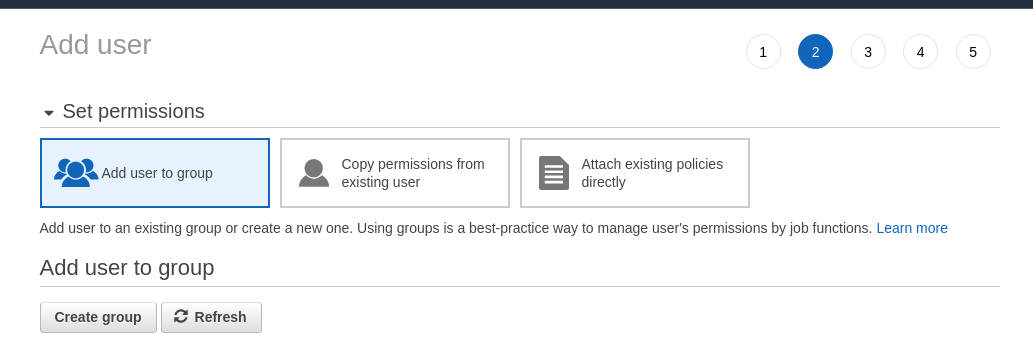 Add user
1 2 3 4 5
Set permissions
Add user to group
Copy permissions from
existing user
Attach existing policies
directly
Add user to an existing group or create a new one. Using groups is a best-practice way to manage user's permissions by job functions. Learn more
Add user to group
Create group Refresh